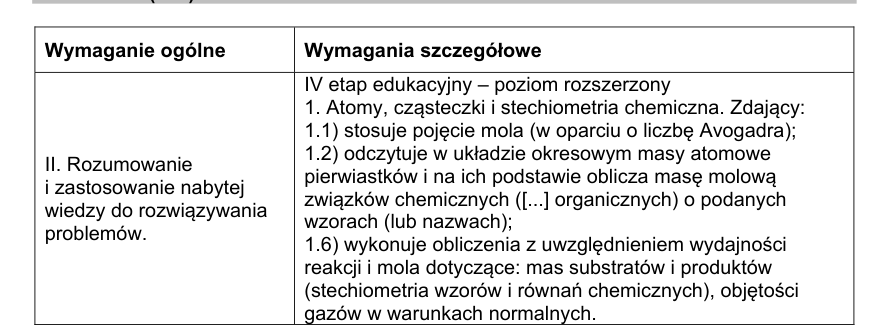 Wymaganie ogólne
Wymagania szczegółowe
II. Rozumowanie
i zastosowanie nabytej
wiedzy do rozwiązywania
problemów.
IV etap edukacyjny – poziom rozszerzony
1. Atomy, cząsteczki i stechiometria chemiczna. Zdający:
1.1) stosuje pojęcie mola (w oparciu o liczbę Avogadra);
1.2) odczytuje w układzie okresowym masy atomowe
pierwiastków i na ich podstawie oblicza masę molową
związków chemicznych ([...] organicznych) o podanych
wzorach (lub nazwach);
1.6) wykonuje obliczenia z uwzględnieniem wydajności
reakcji i mola dotyczące: mas substratów i produktów
(stechiometria wzorów i równań chemicznych), objętości
gazów w warunkach normalnych.